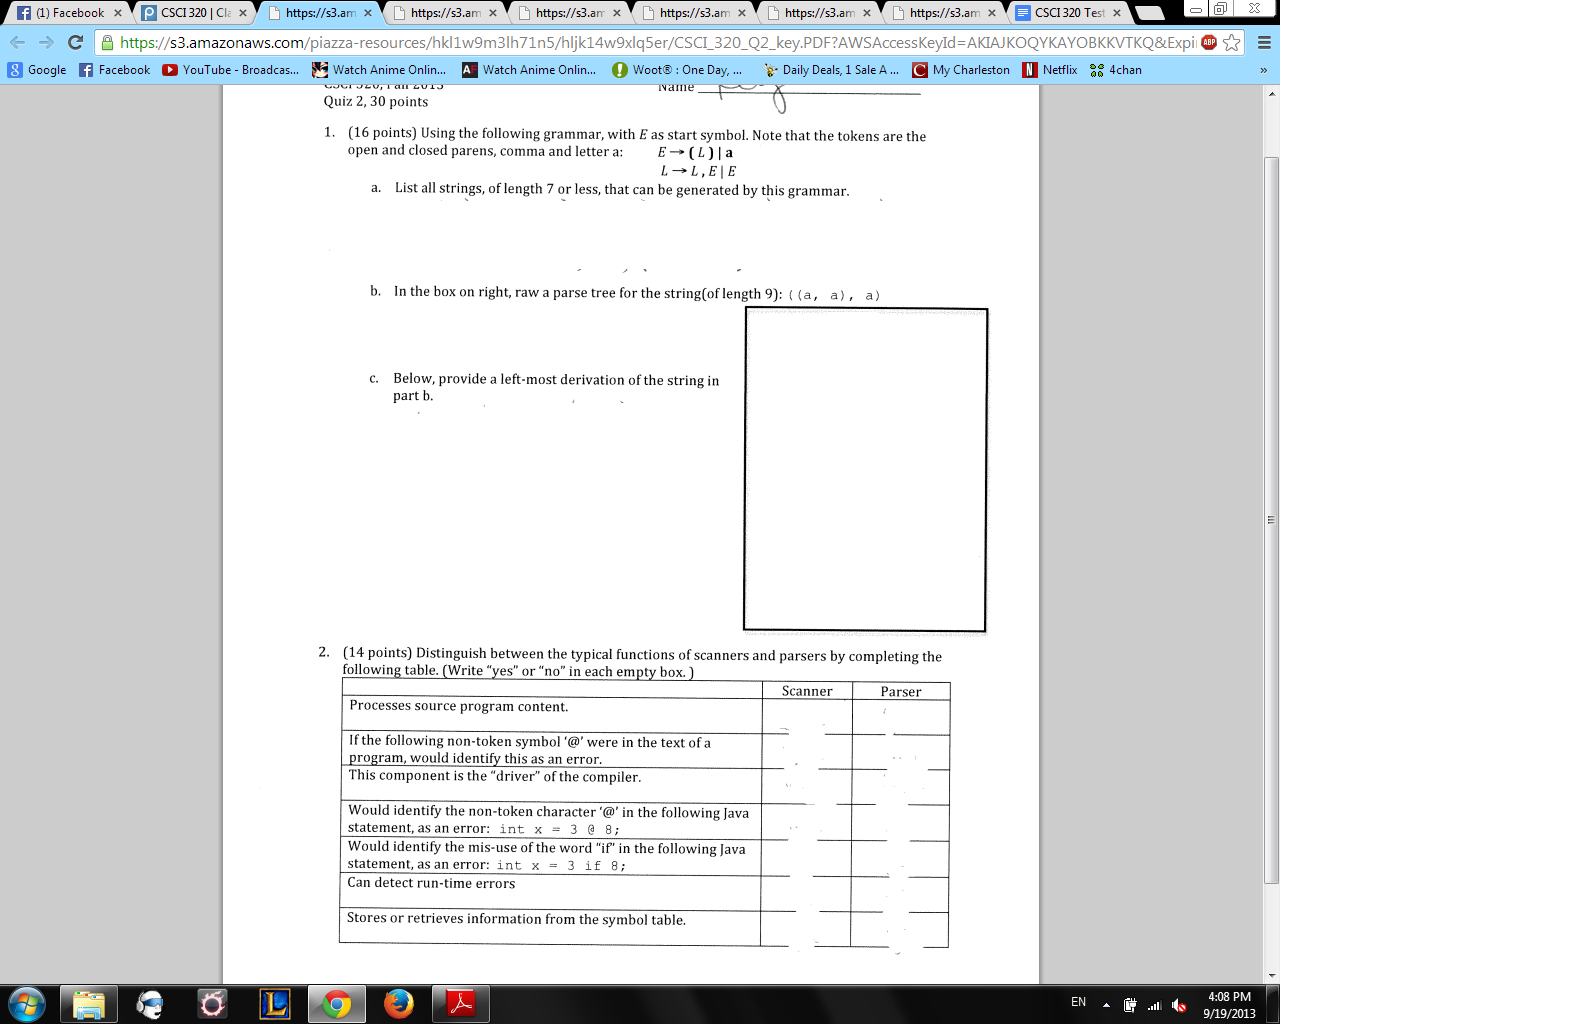 (1) Facebook
CSCI 320 | Cla
https://s3.am
https://s3.am
https://s3.am
https://s3.am
https://s3.am
https://s3.am
CSCI 320 Test
https://s3.amazonaws.com/piazza-resources/hkl1w9m3lh71n5/hljk14w9xlq5er/CSCI_320_Q2_key.PDF?AWSAccessKeyId=AKIAJKOQYKAYOBKKVTKQ&Expi
ABP
Google
Facebook
YouTube - Broadcas...
Watch Anime Onlin...
Watch Anime Onlin...
Woot® : One Day, ...
Daily Deals, 1 Sale A ...
My Charleston
Netflix
4chan
»
CSCI 320, Fall 2013
Name
Quiz 2, 30 points
1. (16 points) Using the following grammar, with E as start symbol. Note that the tokens are the
open and closed parens, comma and letter a: E → ( L ) | a
L → L , E | E
a. List all strings, of length 7 or less, that can be generated by this grammar.
b. In the box on right, raw a parse tree for the string(of length 9): ((a, a), a)
c. Below, provide a left-most derivation of the string in
part b.
2. (14 points) Distinguish between the typical functions of scanners and parsers by completing the
following table. (Write “yes” or “no” in each empty box. )
Scanner Parser
Processes source program content.
If the following non-token symbol ‘@’ were in the text of a
program, would identify this as an error.
This component is the “driver” of the compiler.
Would identify the non-token character ‘@’ in the following Java
statement, as an error: int x = 3 @ 8;
Would identify the mis-use of the word “if” in the following Java
statement, as an error: int x = 3 if 8;
Can detect run-time errors
Stores or retrieves information from the symbol table.
EN
4:08 PM
9/19/2013